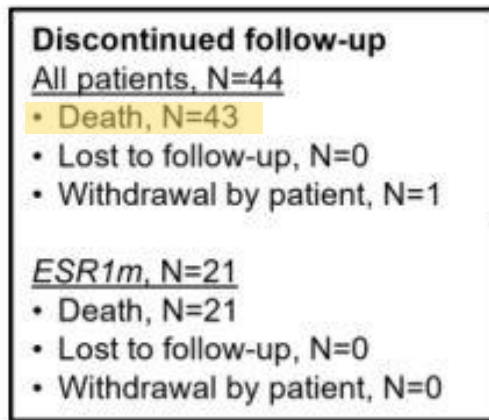 Discontinued follow-up
All patients, N=44
• Death, N=43
• Lost to follow-up, N=0
• Withdrawal by patient, N=1
ESR1m, N=21
• Death, N=21
• Lost to follow-up, N=0
• Withdrawal by patient, N=0